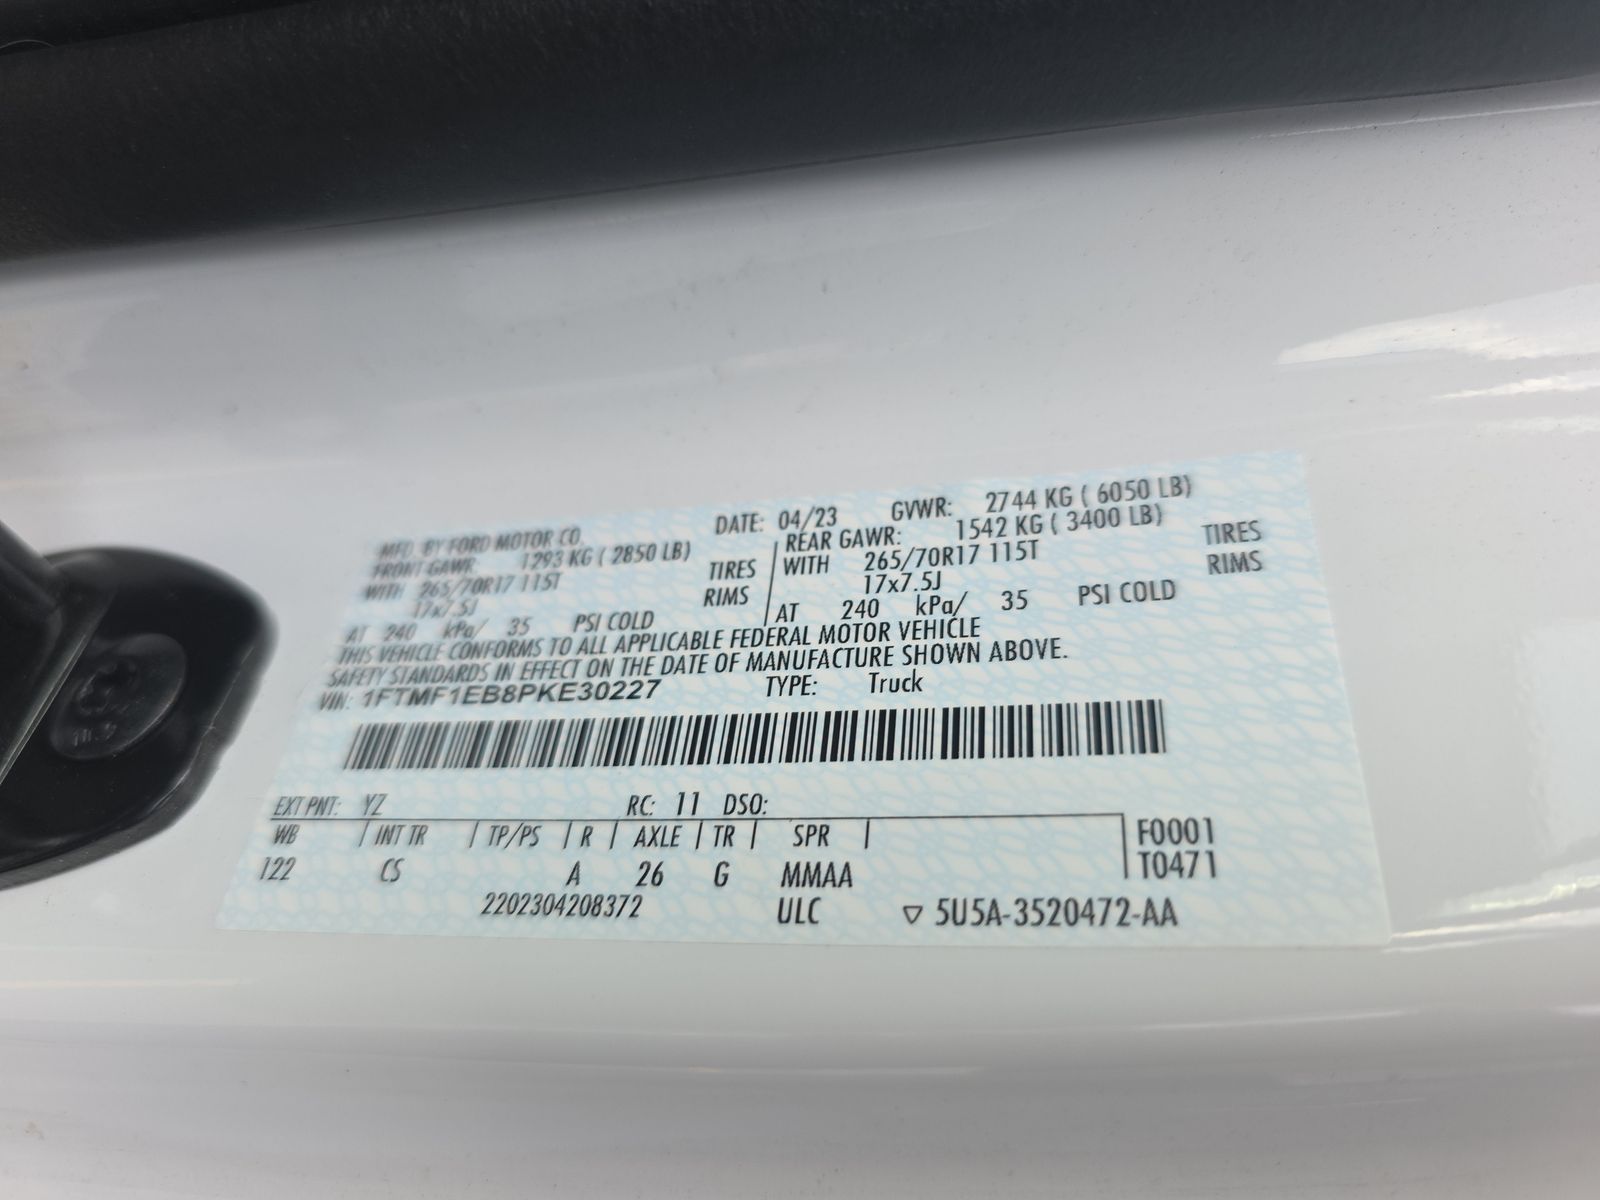 MFD. BY FORD MOTOR CO. DATE: 04/23 GVWR: 2744 KG ( 6050 LB)
FRONT GAWR: 1293 KG ( 2850 LB) REAR GAWR: 1542 KG ( 3400 LB)
WITH 265/70R17 115T TIRES WITH 265/70R17 115T TIRES
17x7.5J RIMS 17x7.5J RIMS
AT 240 kPa/ 35 PSI COLD AT 240 kPa/ 35 PSI COLD
THIS VEHICLE CONFORMS TO ALL APPLICABLE FEDERAL MOTOR VEHICLE
SAFETY STANDARDS IN EFFECT ON THE DATE OF MANUFACTURE SHOWN ABOVE.
VIN: 1FTMF1EB8PKE30227 TYPE: Truck
EXT PNT: YZ RC: 11 DSO:
WB INT TR TP/PS R AXLE TR SPR F0001
122 CS A 26 G MMAA T0471
2202304208372 ULC ▽ 5U5A-3520472-AA